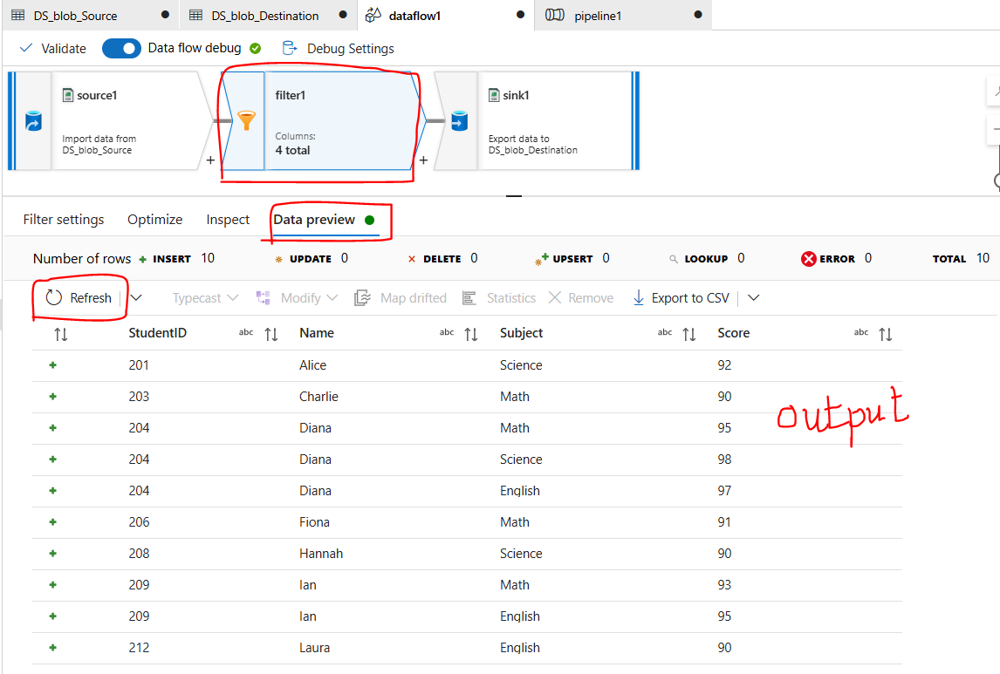 DS_blob_Source DS_blob_Destination dataflow1 pipeline1
Validate Data flow debug Debug Settings
source1 filter1 sink1
Import data from
DS_blob_Source
Columns:
4 total
Export data to
DS_blob_Destination
+ +
Filter settings Optimize Inspect Data preview
Number of rows + INSERT 10 UPDATE 0 DELETE 0 UPSERT 0 LOOKUP 0 ERROR 0 TOTAL 10
Refresh Typecast Modify Map drifted Statistics Remove Export to CSV
StudentID abc Name abc Subject abc Score abc
201 Alice Science 92
203 Charlie Math 90
204 Diana Math 95
output
204 Diana Science 98
204 Diana English 97
206 Fiona Math 91
208 Hannah Science 90
209 Ian Math 93
209 Ian English 95
212 Laura English 90